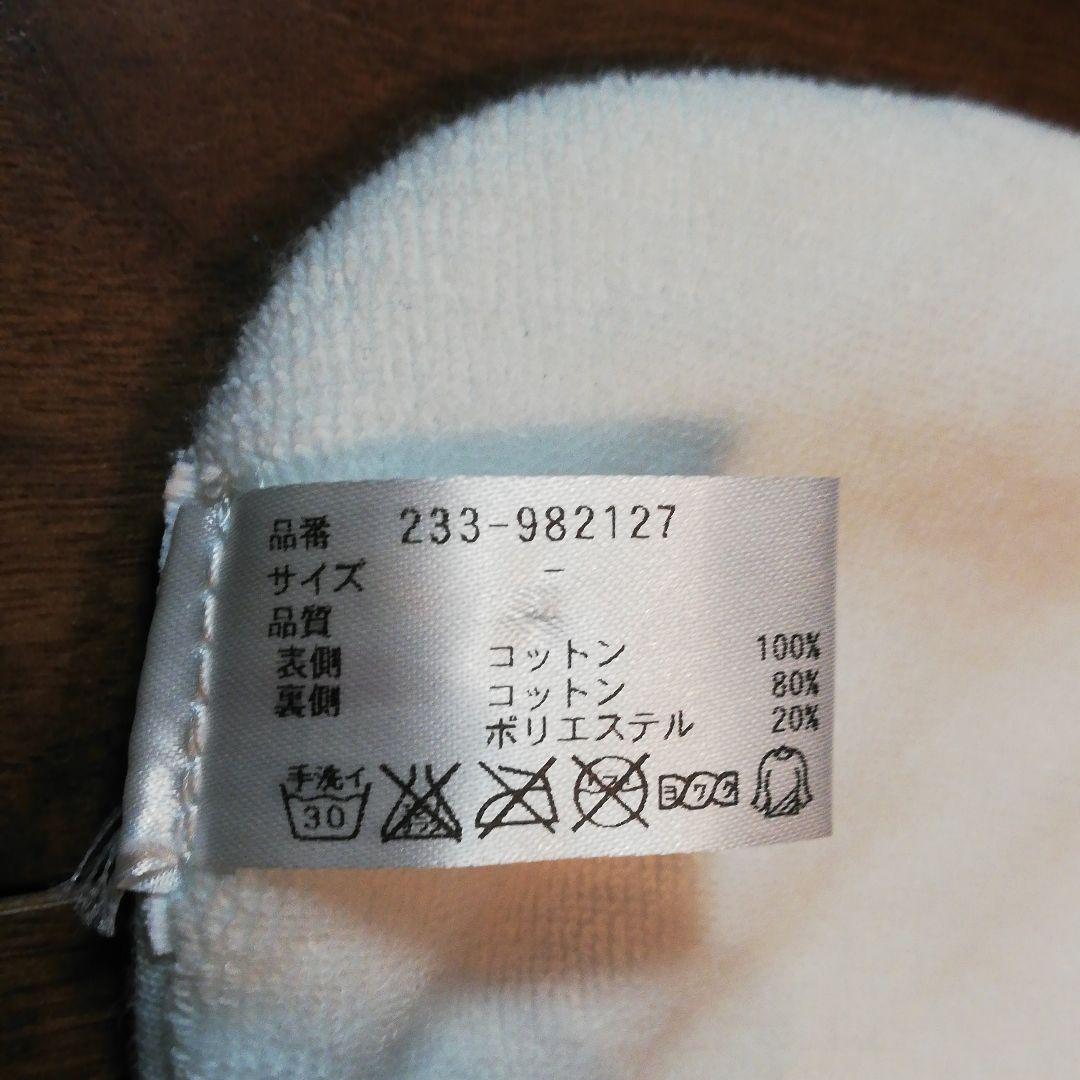 品番 233-982127
サイズ -
品質
表側 コットン 100%
裏側 コットン 80%
ポリエステル 20%
手洗イ
30
ヨワク